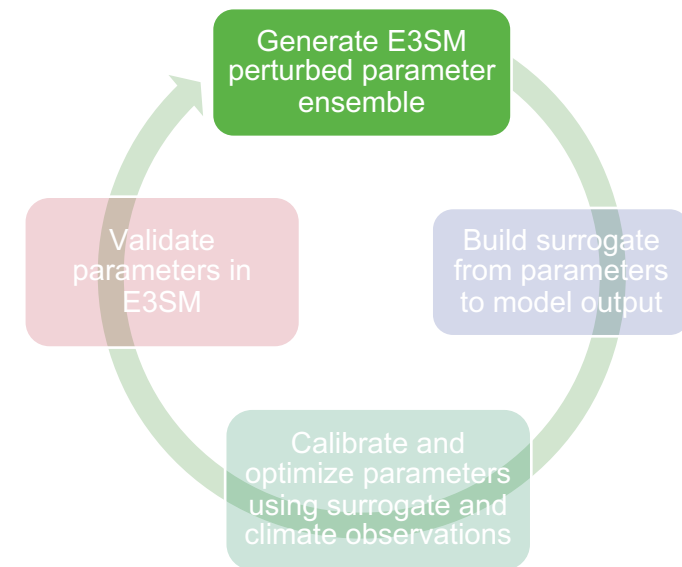 Generate E3SM
perturbed parameter
ensemble
Build surrogate
from parameters
to model output
Calibrate and
optimize parameters
using surrogate and
climate observations
Validate
parameters in
E3SM